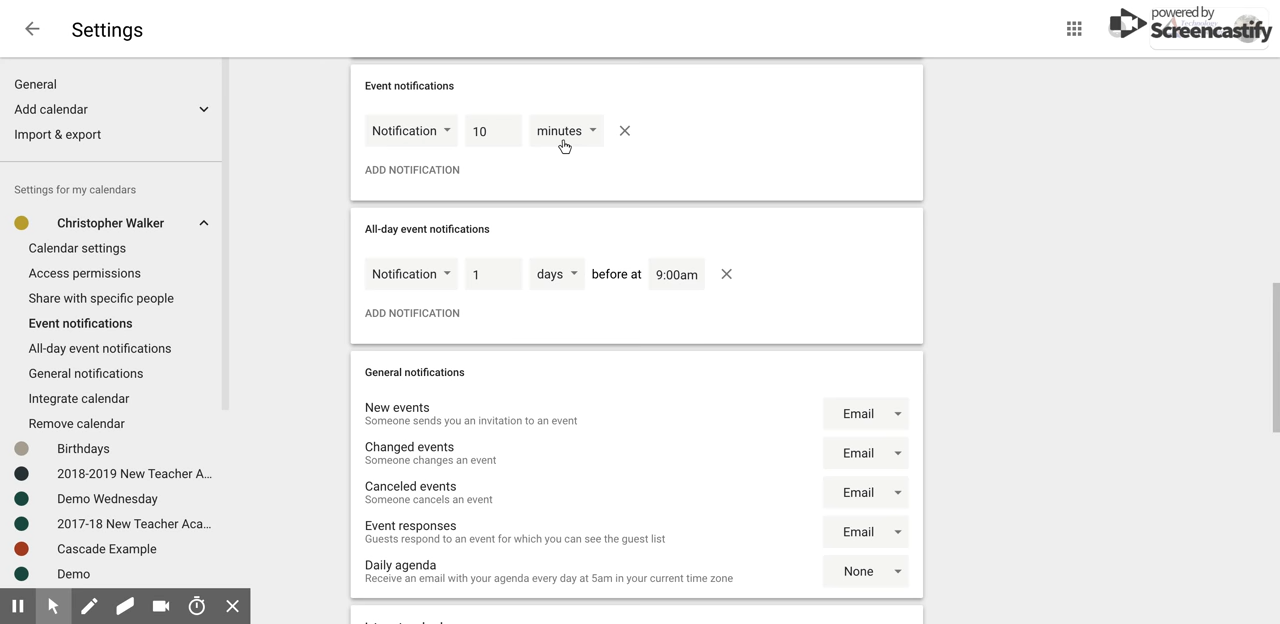 Settings
powered by
Screencastify
General
Add calendar
Import & export
Settings for my calendars
Christopher Walker
Calendar settings
Access permissions
Share with specific people
Event notifications
All-day event notifications
General notifications
Integrate calendar
Remove calendar
Birthdays
2018-2019 New Teacher A...
Demo Wednesday
2017-18 New Teacher Aca...
Cascade Example
Demo
Event notifications
Notification 10 minutes
ADD NOTIFICATION
All-day event notifications
Notification 1 days before at 9:00am
ADD NOTIFICATION
General notifications
New events Email
Someone sends you an invitation to an event
Changed events Email
Someone changes an event
Canceled events Email
Someone cancels an event
Event responses Email
Guests respond to an event for which you can see the guest list
Daily agenda None
Receive an email with your agenda every day at 5am in your current time zone